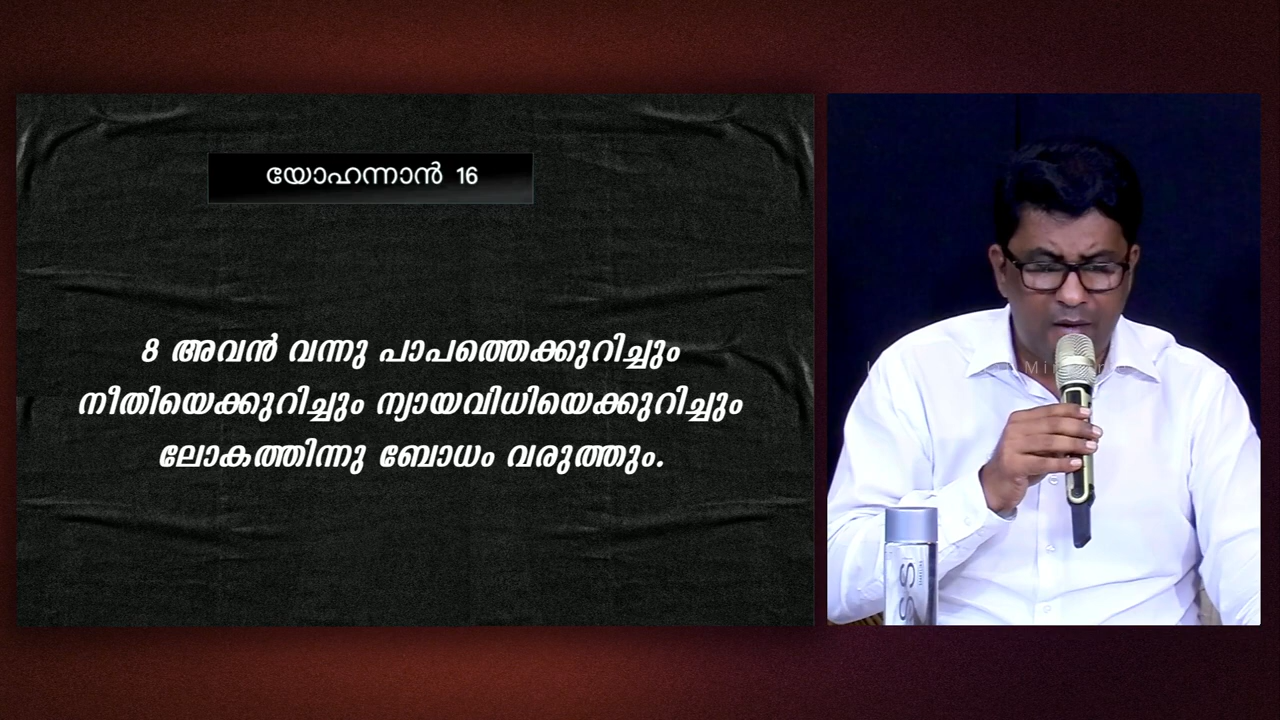 യോഹന്നാൻ 16
8 അവൻ വന്നു പാപത്തെക്കുറിച്ചും
നീതിയെക്കുറിച്ചും ന്യായവിധിയെക്കുറിച്ചും
ലോകത്തിന്നു ബോധം വരുത്തും.